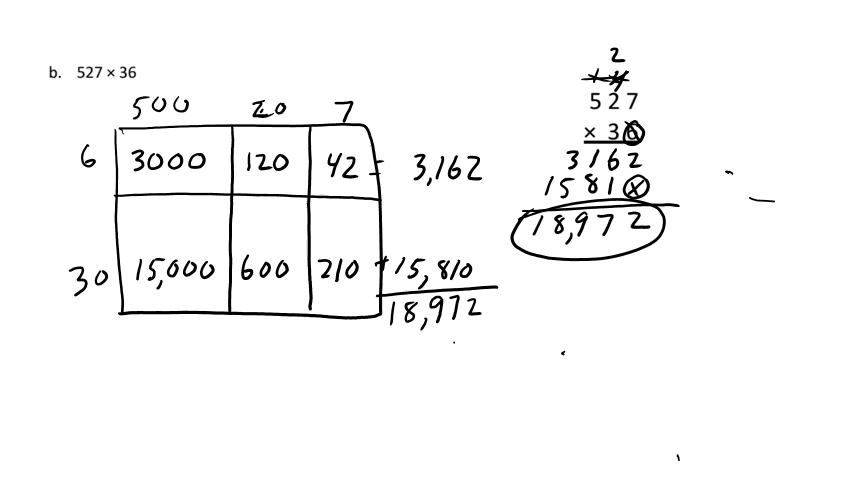 b. 527 × 36
500 20 7
6 3000 120 42 = 3,162
30 15,000 600 210 + 15,810
18,972
2
1 4
527
× 36
3162
1581x
18,972